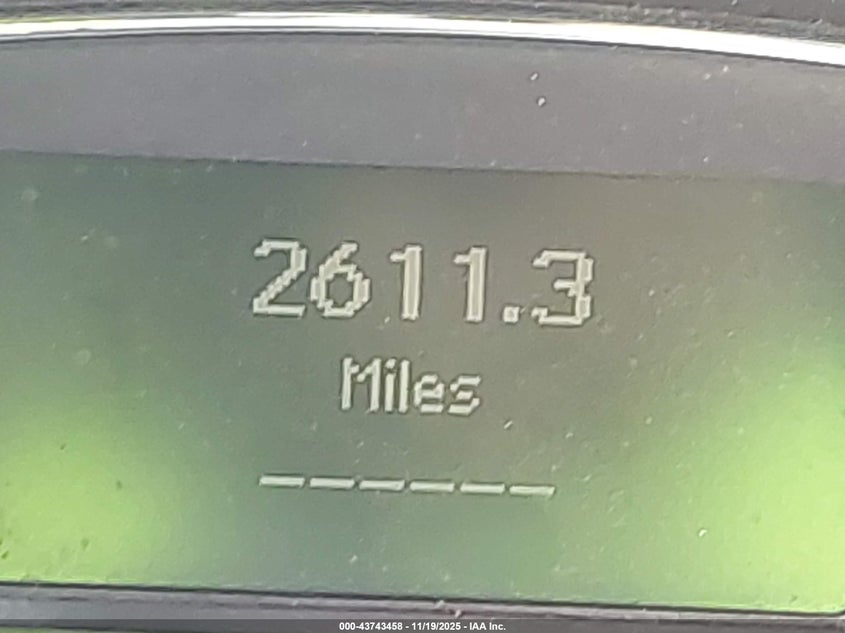 2611.3
Miles
------
000-43743458 - 11/19/2025 - IAA Inc.